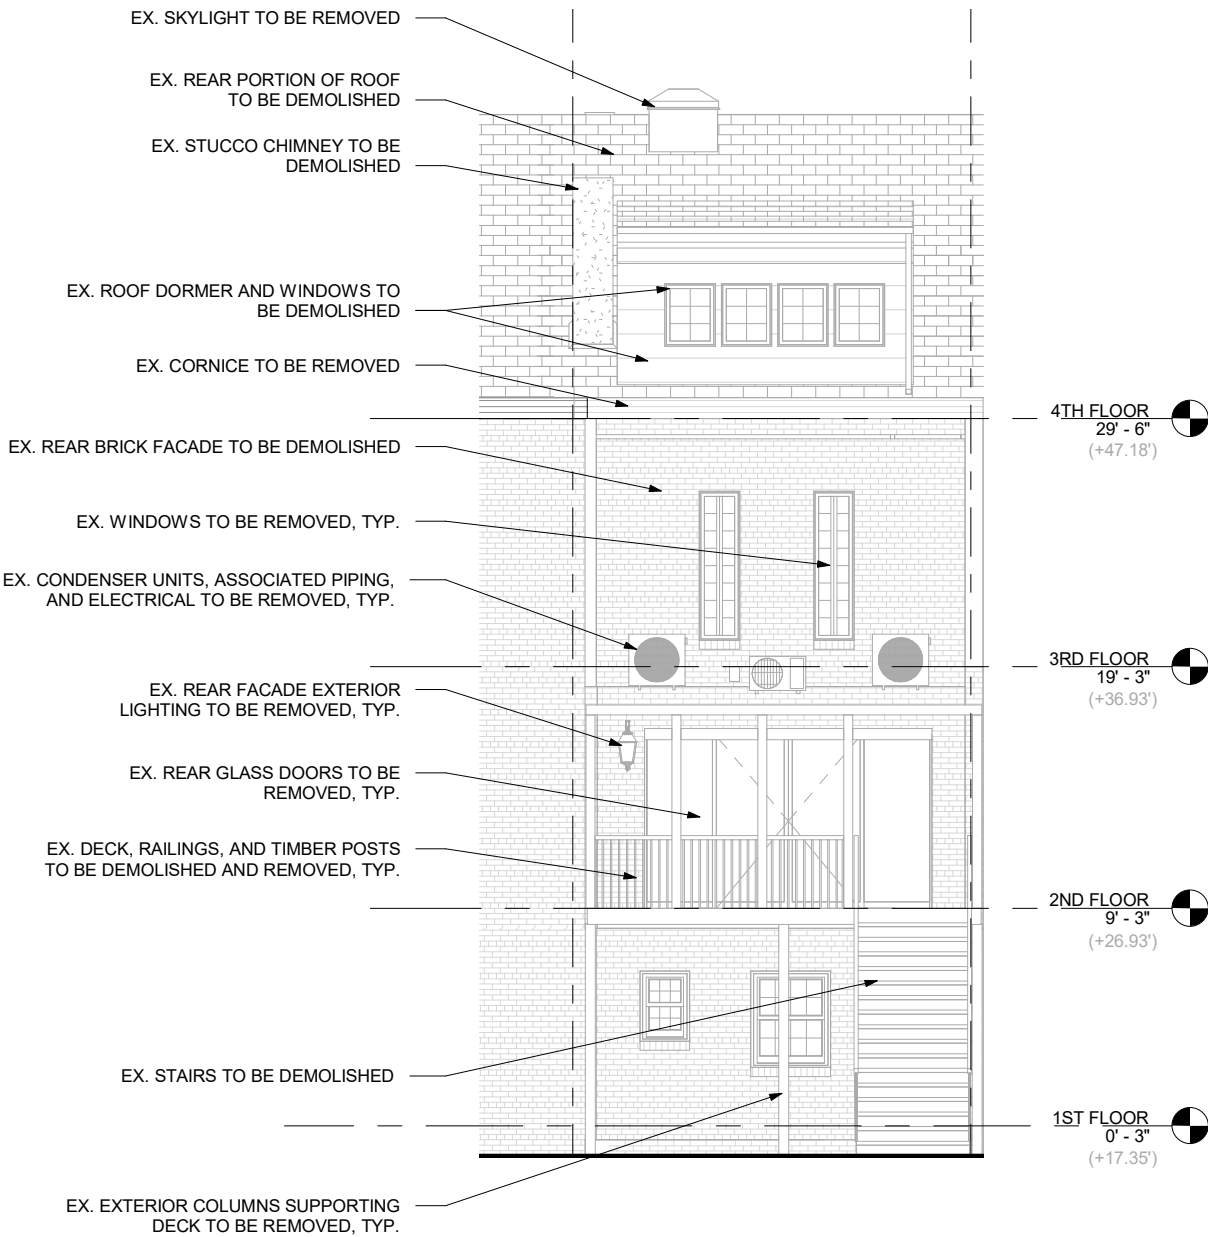 EX. SKYLIGHT TO BE REMOVED
EX. REAR PORTION OF ROOF
TO BE DEMOLISHED
EX. STUCCO CHIMNEY TO BE
DEMOLISHED
EX. ROOF DORMER AND WINDOWS TO
BE DEMOLISHED
EX. CORNICE TO BE REMOVED
4TH FLOOR
29' - 6"
(+47.18')
EX. REAR BRICK FACADE TO BE DEMOLISHED
EX. WINDOWS TO BE REMOVED, TYP.
EX. CONDENSER UNITS, ASSOCIATED PIPING,
AND ELECTRICAL TO BE REMOVED, TYP.
3RD FLOOR
19' - 3"
(+36.93')
EX. REAR FACADE EXTERIOR
LIGHTING TO BE REMOVED, TYP.
EX. REAR GLASS DOORS TO BE
REMOVED, TYP.
EX. DECK, RAILINGS, AND TIMBER POSTS
TO BE DEMOLISHED AND REMOVED, TYP.
2ND FLOOR
9' - 3"
(+26.93')
EX. STAIRS TO BE DEMOLISHED
1ST FLOOR
0' - 3"
(+17.35')
EX. EXTERIOR COLUMNS SUPPORTING
DECK TO BE REMOVED, TYP.